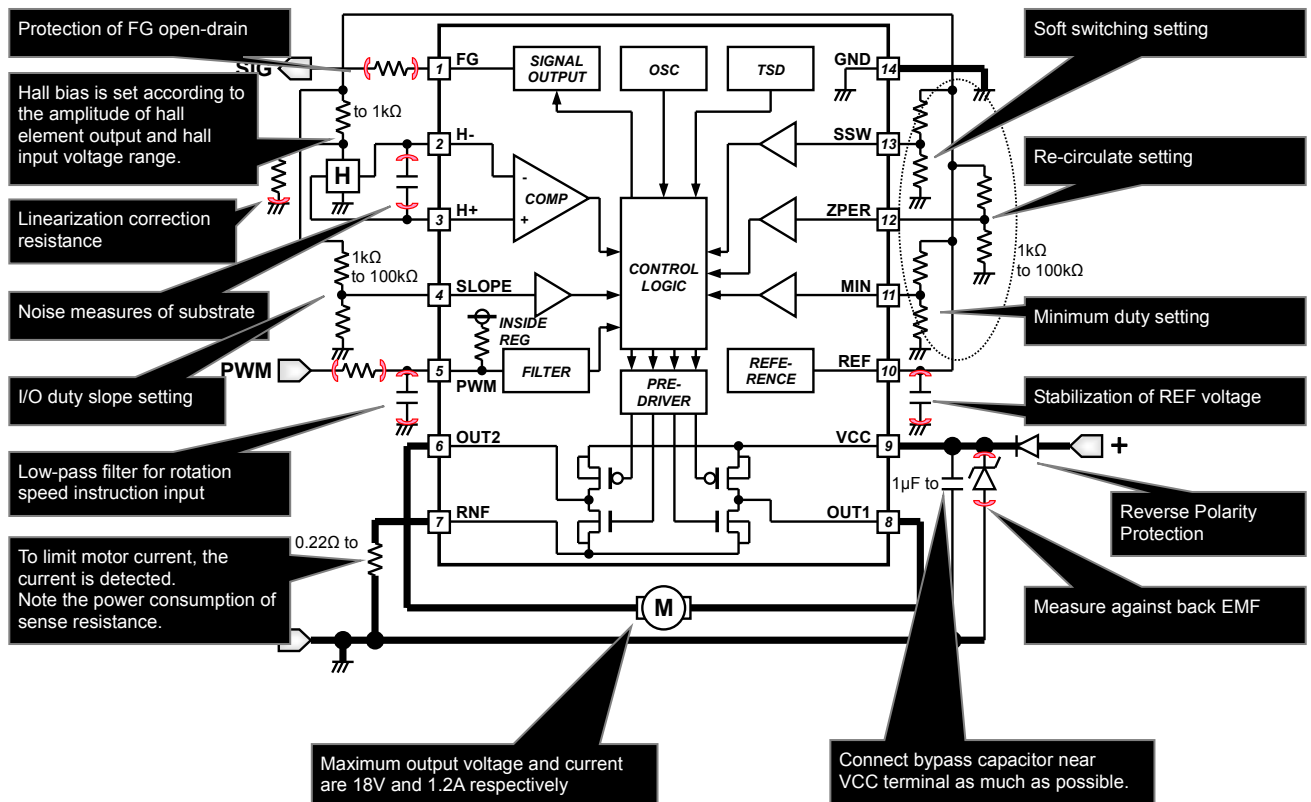 Protection of FG open-drain
SIG
Hall bias is set according to
the amplitude of hall
element output and hall
input voltage range.
to 1kΩ
H
Linearization correction
resistance
1kΩ
to 100kΩ
Noise measures of substrate
I/O duty slope setting
PWM
Low-pass filter for rotation
speed instruction input
0.22Ω to
To limit motor current, the
current is detected.
Note the power consumption of
sense resistance.
1
FG
2
H-
3
H+
4
SLOPE
5
PWM
6
OUT2
7
RNF
SIGNAL
OUTPUT
OSC
TSD
-
COMP
+
CONTROL
LOGIC
INSIDE
REG
FILTER
PRE-
DRIVER
REFE-
RENCE
GND
14
SSW
13
ZPER
12
MIN
11
REF
10
VCC
9
OUT1
8
M
Soft switching setting
Re-circulate setting
1kΩ
to 100kΩ
Minimum duty setting
Stabilization of REF voltage
+
1µF to
Reverse Polarity
Protection
Measure against back EMF
Maximum output voltage and current
are 18V and 1.2A respectively
Connect bypass capacitor near
VCC terminal as much as possible.